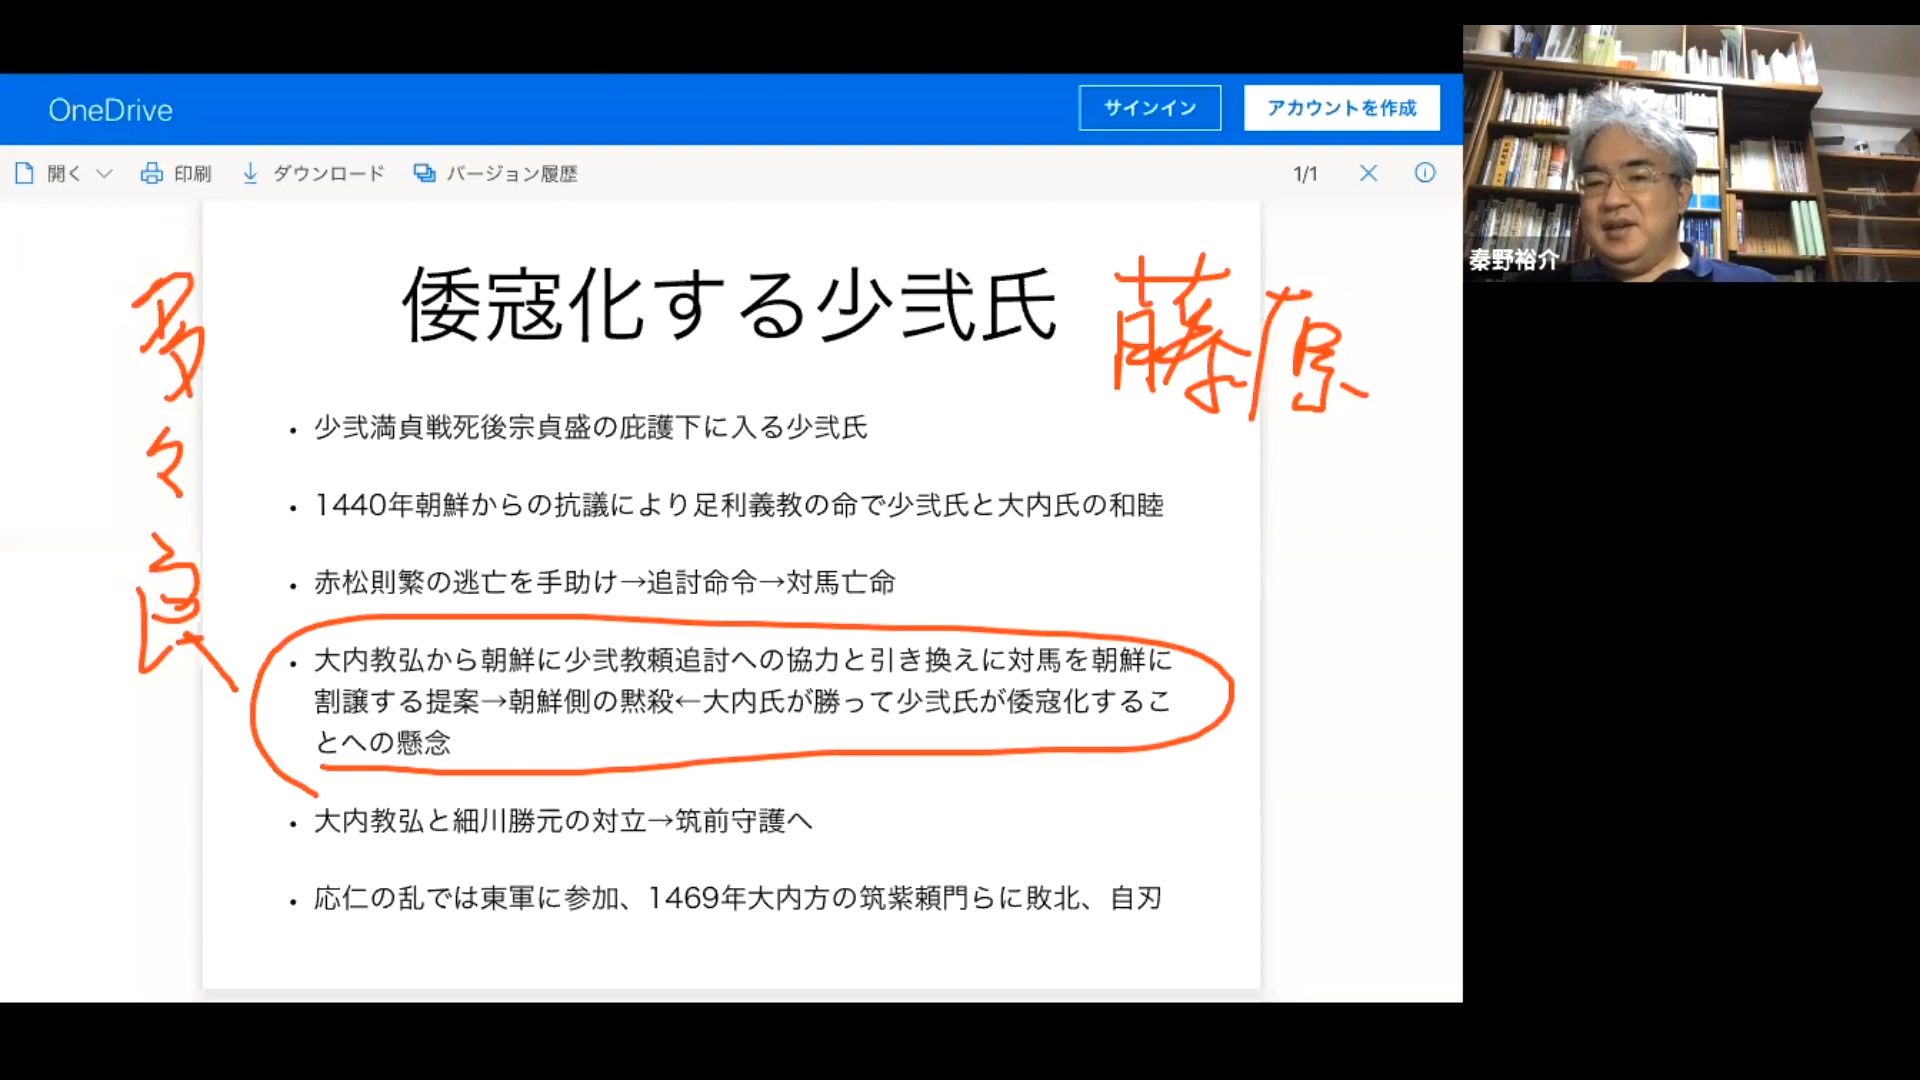 OneDrive
サインイン
アカウントを作成
開く
印刷
ダウンロード
バージョン履歴
1/1
倭寇化する少弐氏
藤原
多々良
・少弐満貞戦死後宗貞盛の庇護下に入る少弐氏
・1440年朝鮮からの抗議により足利義教の命で少弐氏と大内氏の和睦
・赤松則繁の逃亡を手助け→追討命令→対馬亡命
・大内教弘から朝鮮に少弐教頼追討への協力と引き換えに対馬を朝鮮に
割譲する提案→朝鮮側の黙殺←大内氏が勝って少弐氏が倭寇化するこ
とへの懸念
・大内教弘と細川勝元の対立→筑前守護へ
・応仁の乱では東軍に参加、1469年大内方の筑紫頼門らに敗北、自刃
秦野裕介